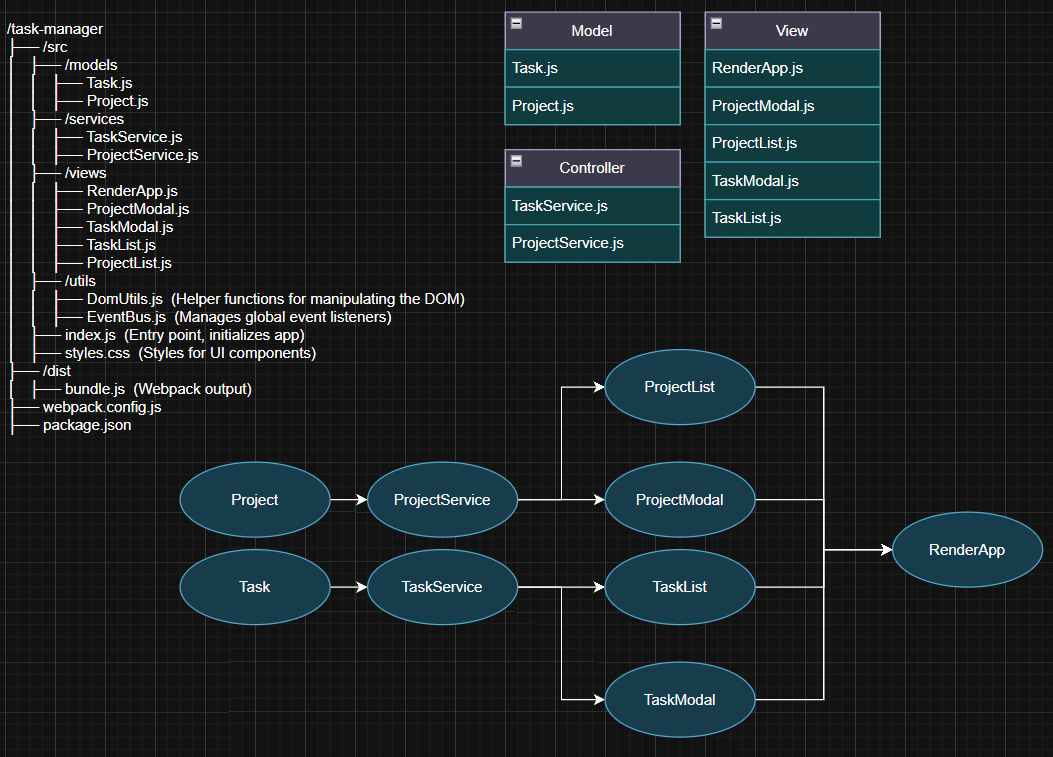 /task-manager
/src
/models
Task.js
Project.js
/services
TaskService.js
ProjectService.js
/views
RenderApp.js
ProjectModal.js
TaskModal.js
TaskList.js
ProjectList.js
/utils
DomUtils.js (Helper functions for manipulating the DOM)
EventBus.js (Manages global event listeners)
index.js (Entry point, initializes app)
styles.css (Styles for UI components)
/dist
bundle.js (Webpack output)
webpack.config.js
package.json
Model
Task.js
Project.js
Controller
TaskService.js
ProjectService.js
View
RenderApp.js
ProjectModal.js
ProjectList.js
TaskModal.js
TaskList.js
ProjectList
Project
ProjectService
ProjectModal
RenderApp
Task
TaskService
TaskList
TaskModal